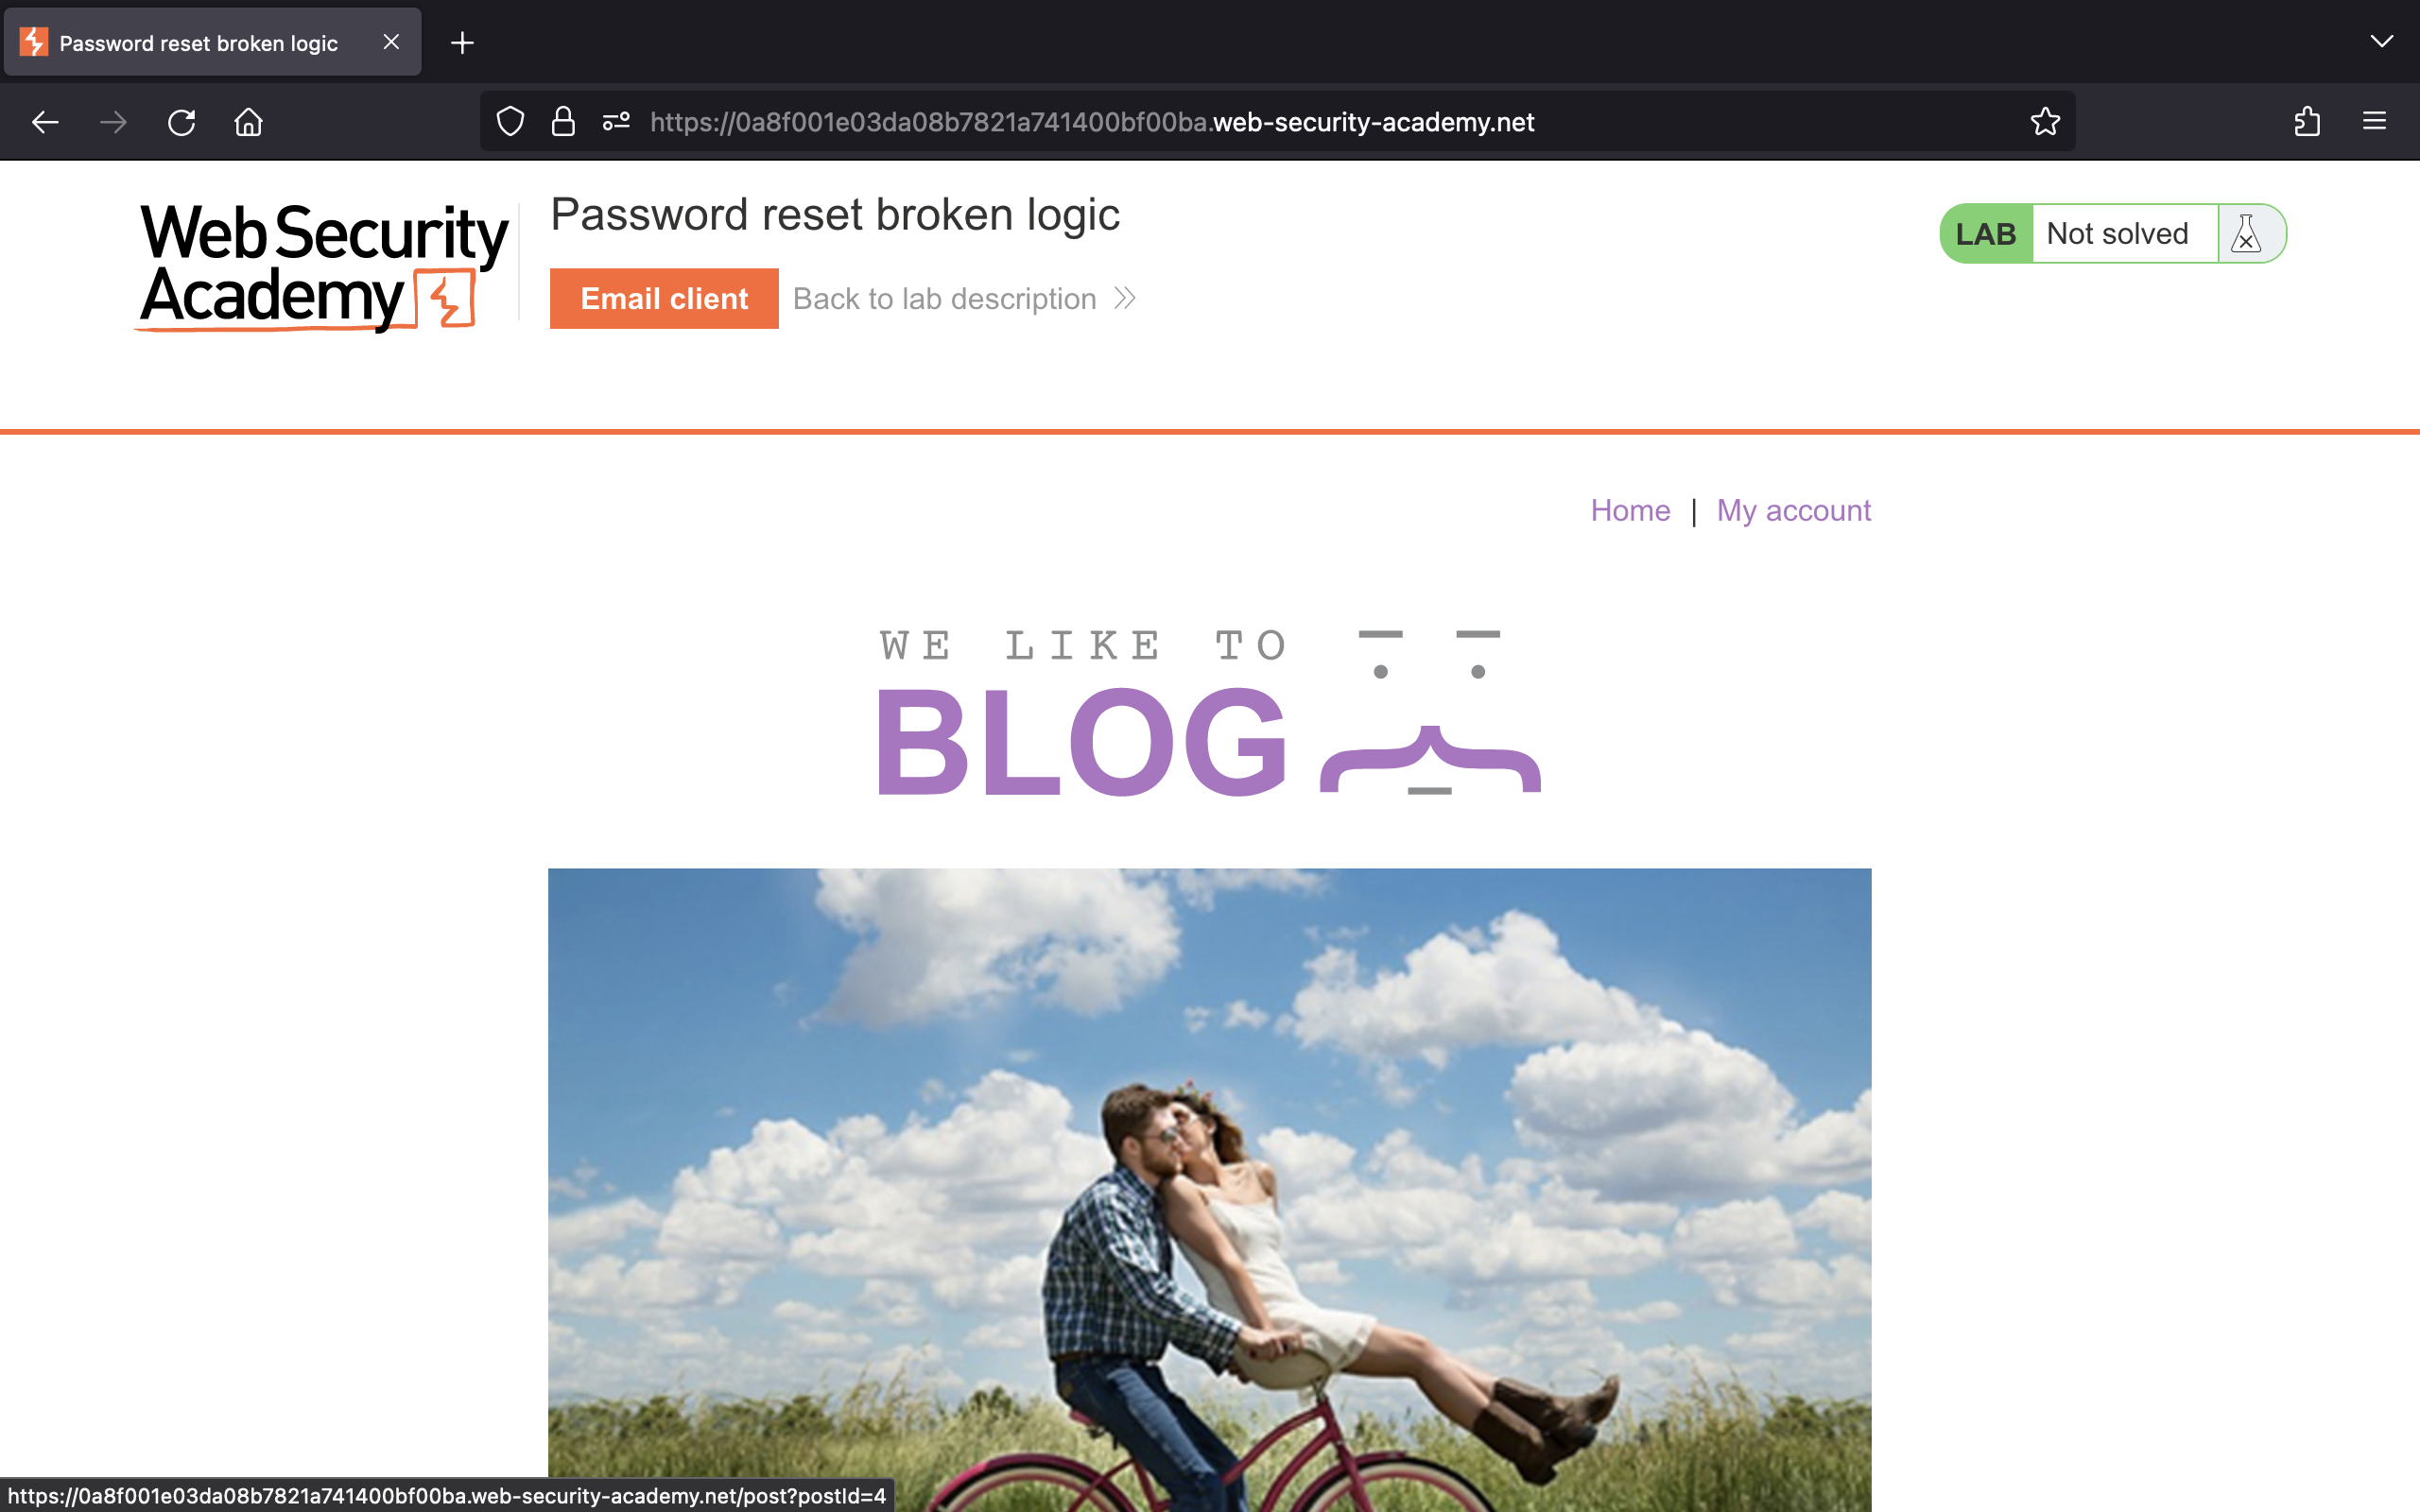 Password reset broken logic
https://0a8f001e03da08b7821a741400bf00ba.web-security-academy.net
Web Security
Academy
Password reset broken logic
Email client
Back to lab description
LAB
Not solved
Home | My account
WE LIKE TO
BLOG
https://0a8f001e03da08b7821a741400bf00ba.web-security-academy.net/post?postId=4